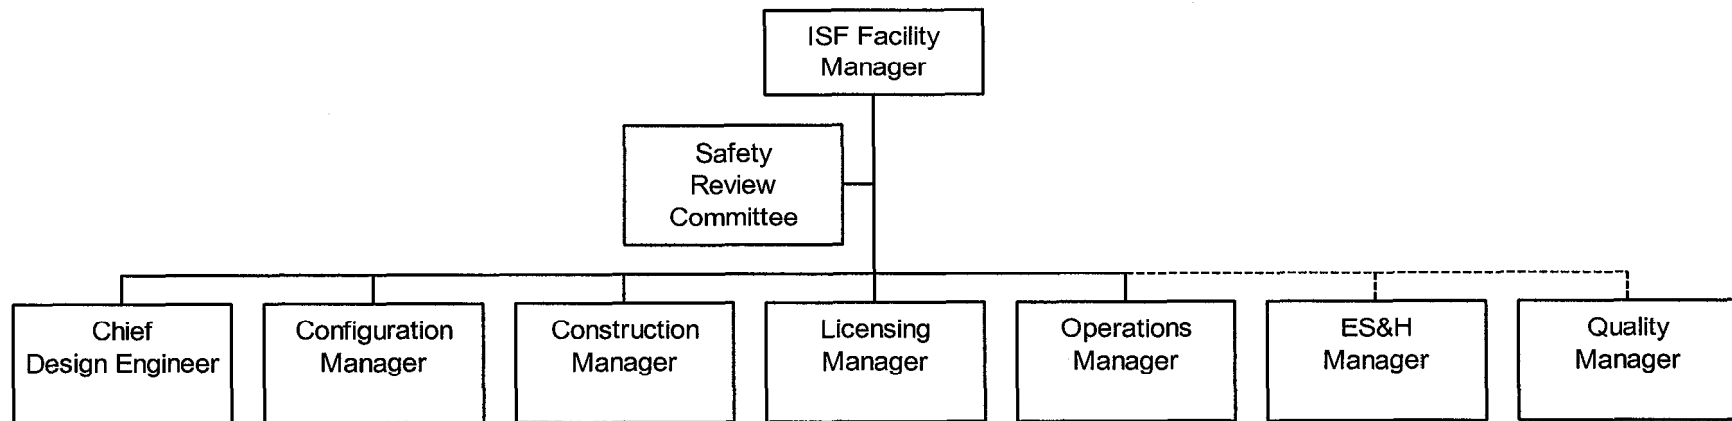 ISF Facility
Manager
Safety
Review
Committee
Chief
Design Engineer
Configuration
Manager
Construction
Manager
Licensing
Manager
Operations
Manager
ES&H
Manager
Quality
Manager